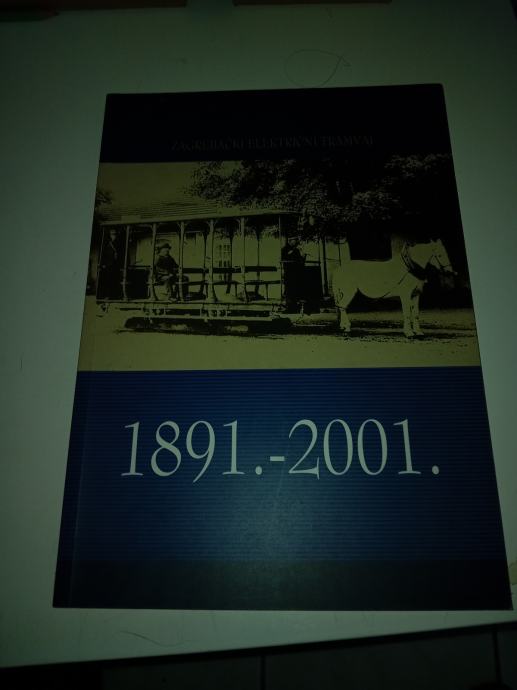 ZAGREBAČKI ELEKTRIČNI TRAMVAJ
1891.-2001.